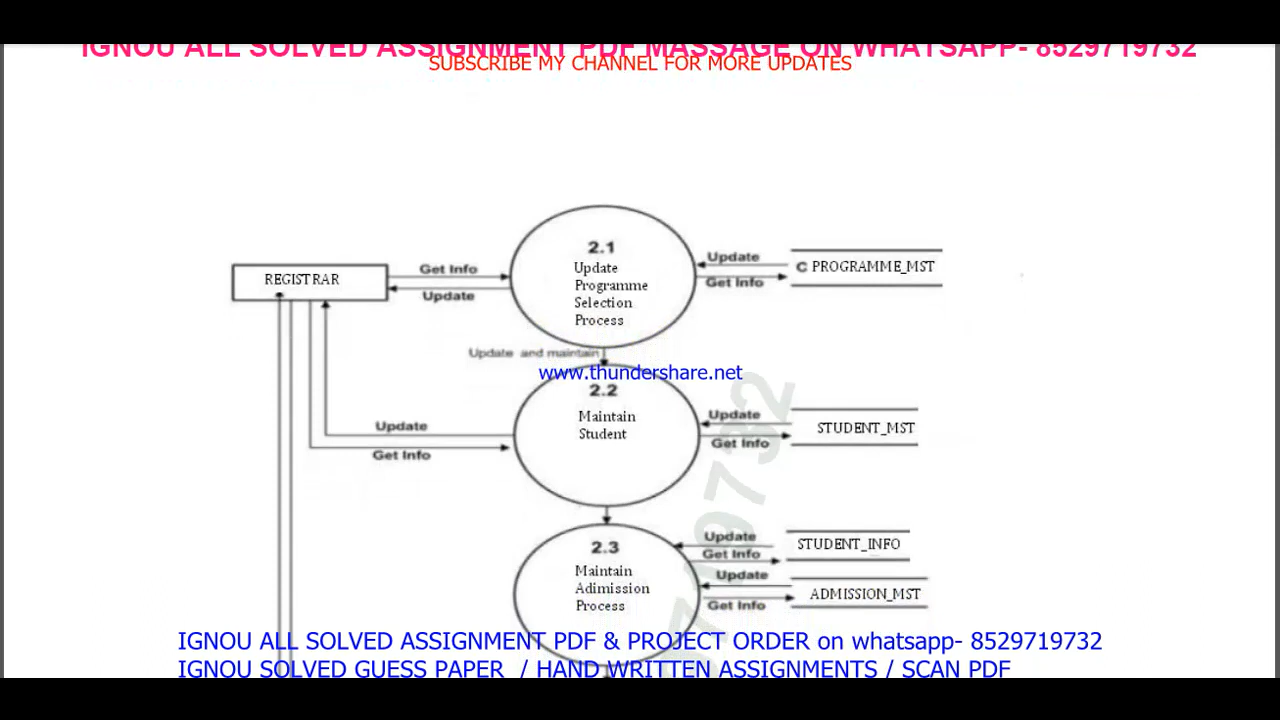 IGNOU ALL SOLVED ASSIGNMENT PDF MASSAGE ON WHATSAPP- 8529719732
SUBSCRIBE MY CHANNEL FOR MORE UPDATES
REGISTRAR
Get Info
Update
2.1
Update
Programme
Selection
Process
Update
Get Info
C PROGRAMME_MST
Update and maintain
www.thundershare.net
2.2
Maintain
Student
Update
Get Info
Update
Get Info
STUDENT_MST
2.3
Maintain
Adimission
Process
Update
Get Info
STUDENT_INFO
Update
Get Info
ADMISSION_MST
9719732
IGNOU ALL SOLVED ASSIGNMENT PDF & PROJECT ORDER on whatsapp- 8529719732
IGNOU SOLVED GUESS PAPER / HAND WRITTEN ASSIGNMENTS / SCAN PDF